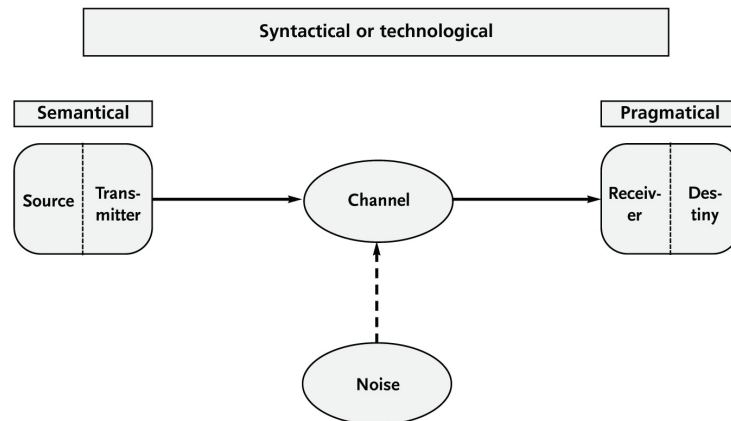 Syntactical or technological
Semantical
Pragmatical
Source
Trans-
mitter
Channel
Receiv-
er
Des-
tiny
Noise